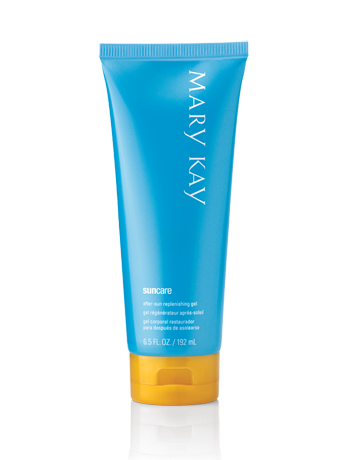 MARY KAY
suncare
after-sun replenishing gel
gel régénérateur après-soleil
gel corporal restaurador
para después de asolearse
6.5 FL. OZ. / 192 mL